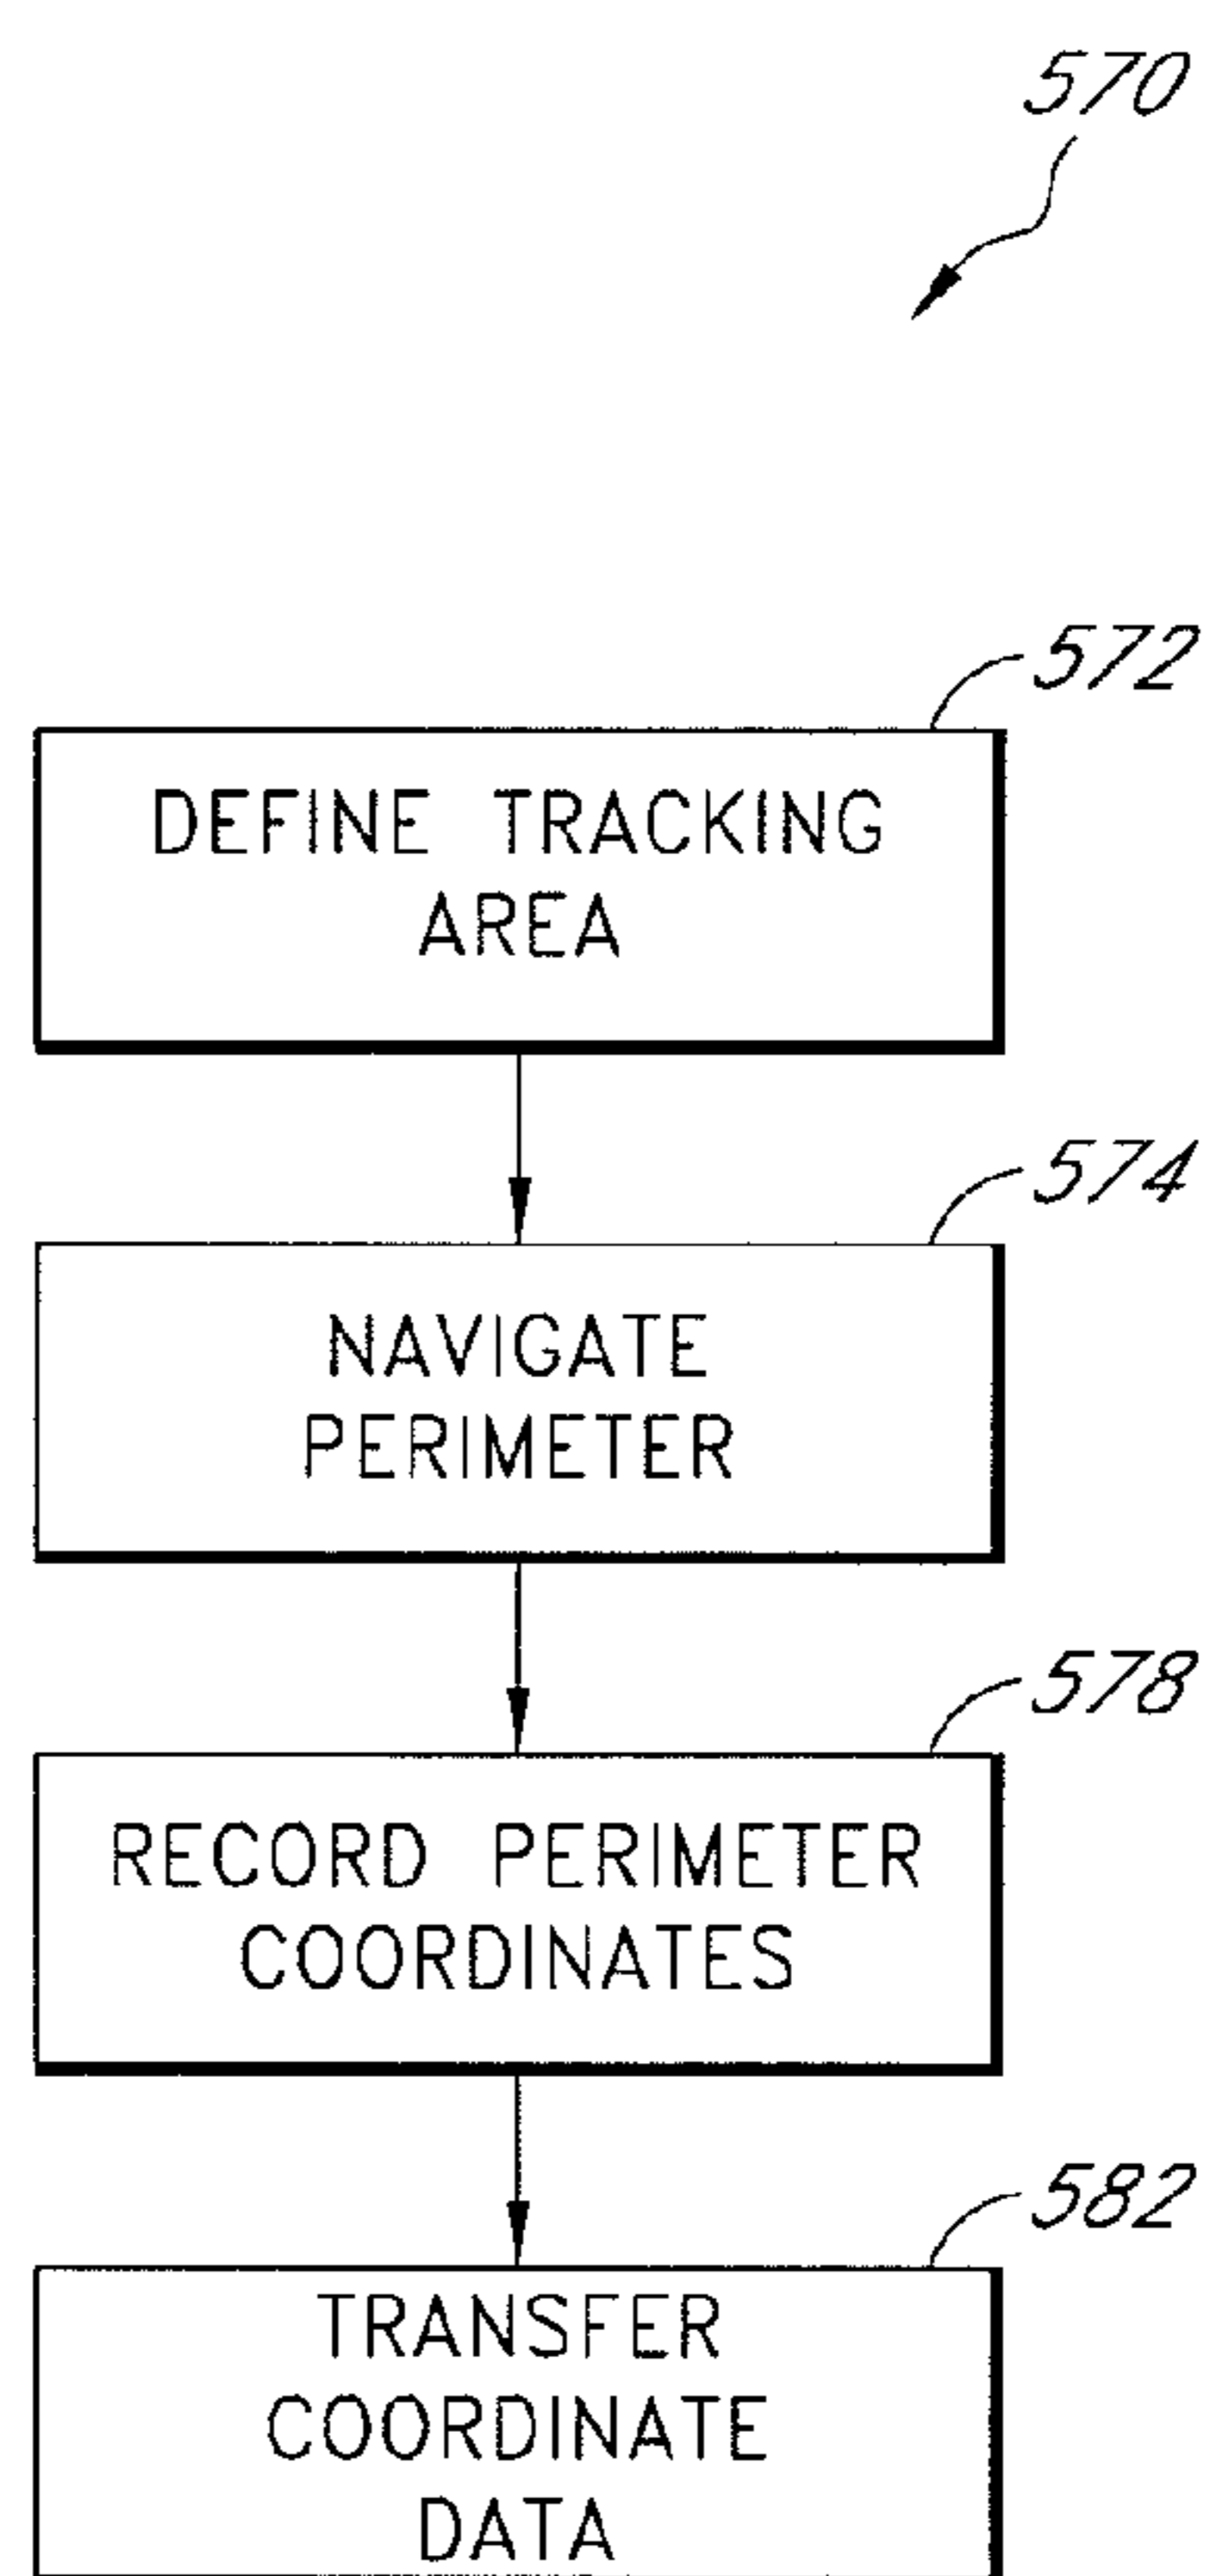 570
572
DEFINE TRACKING
AREA
574
NAVIGATE
PERIMETER
578
RECORD PERIMETER
COORDINATES
582
TRANSFER
COORDINATE
DATA